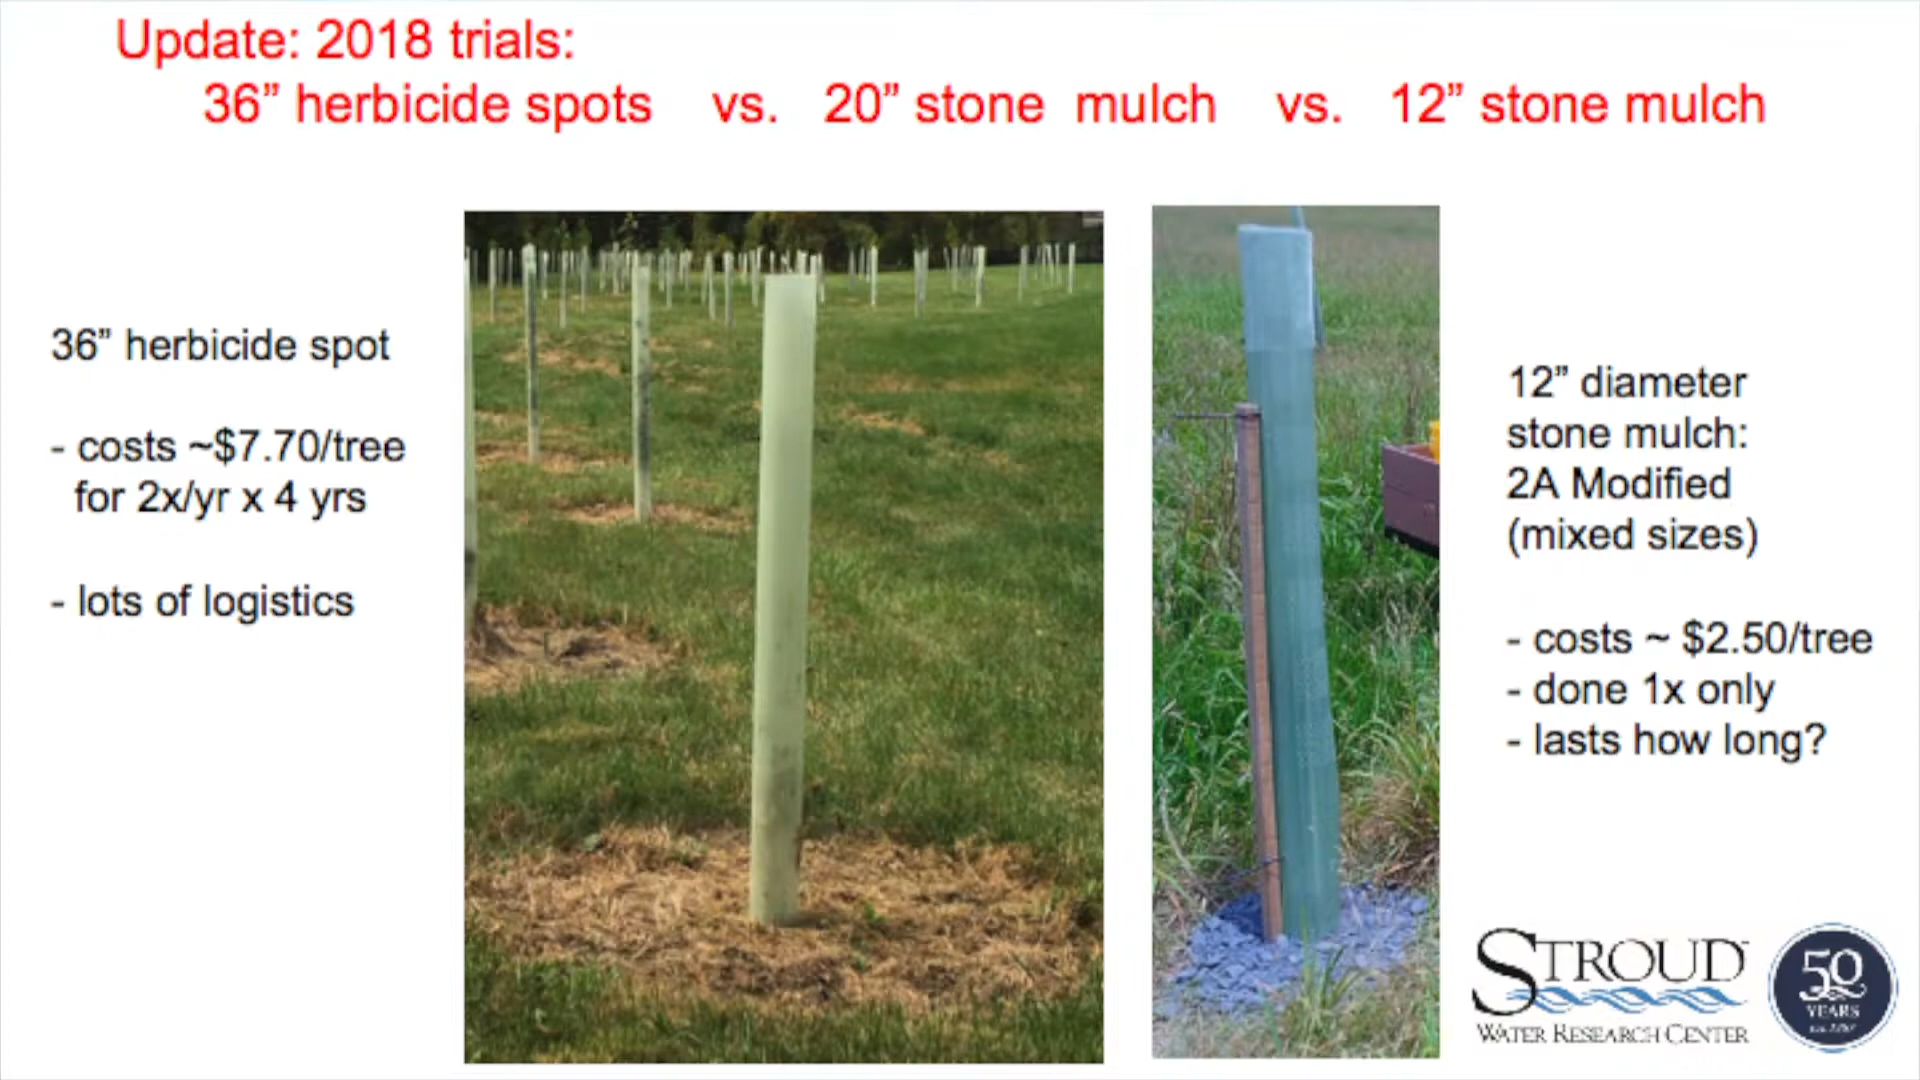 Update: 2018 trials:
36” herbicide spots vs. 20” stone mulch vs. 12” stone mulch
36” herbicide spot
- costs ~$7.70/tree
for 2x/yr x 4 yrs
- lots of logistics
12” diameter
stone mulch:
2A Modified
(mixed sizes)
- costs ~ $2.50/tree
- done 1x only
- lasts how long?
STROUD
WATER RESEARCH CENTER
50
YEARS